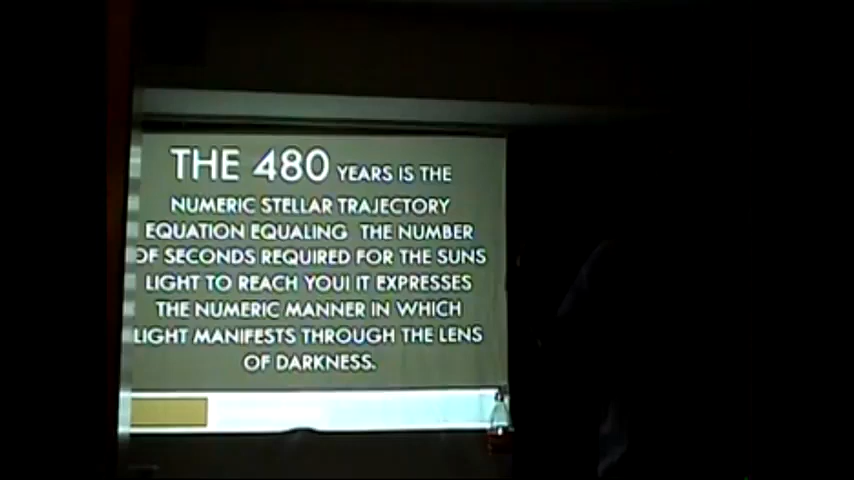 THE 480 YEARS IS THE
NUMERIC STELLAR TRAJECTORY
EQUATION EQUALING THE NUMBER
OF SECONDS REQUIRED FOR THE SUNS
LIGHT TO REACH YOU! IT EXPRESSES
THE NUMERIC MANNER IN WHICH
LIGHT MANIFESTS THROUGH THE LENS
OF DARKNESS.